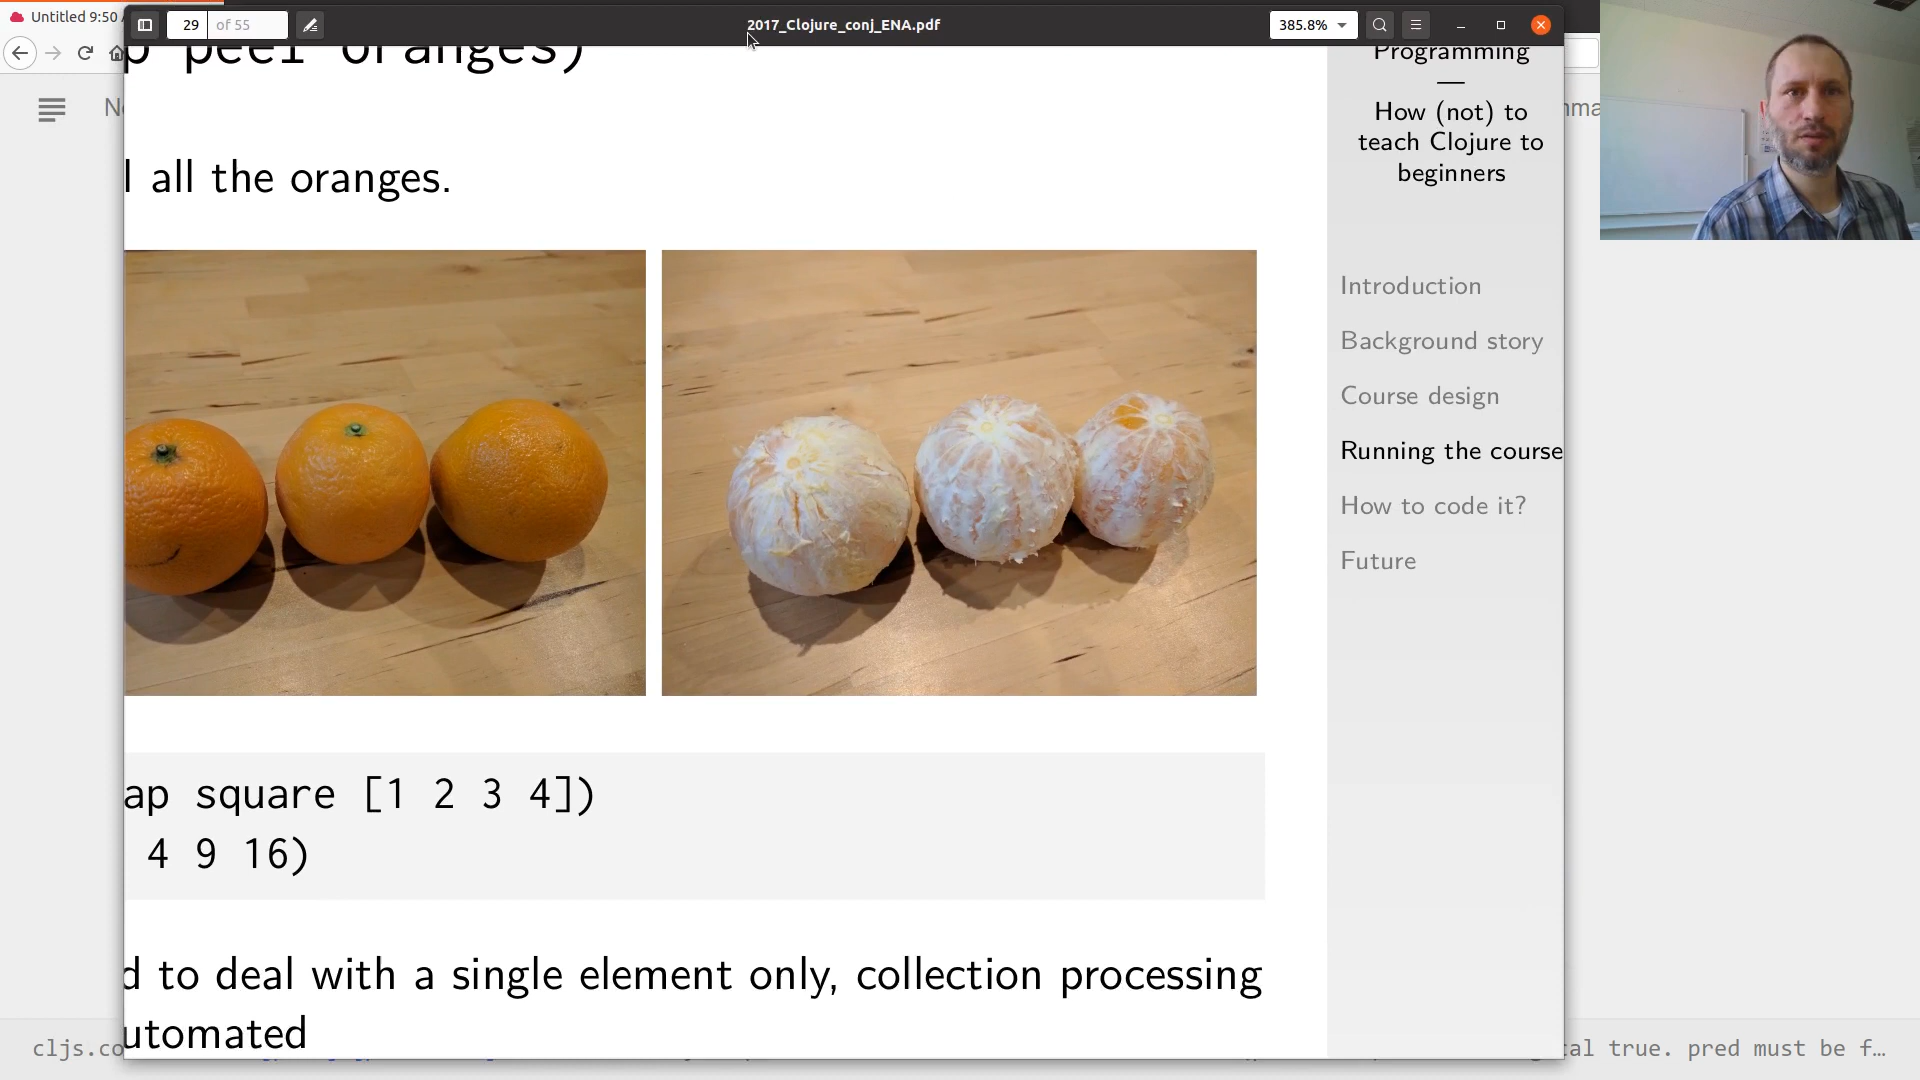 Untitled 9:50
29 of 55
2017_Clojure_conj_ENA.pdf
385.8%
p peel oranges)
l all the oranges.
ap square [1 2 3 4])
4 9 16)
d to deal with a single element only, collection processing
utomated
Programming
—
How (not) to
teach Clojure to
beginners
Introduction
Background story
Course design
Running the course
How to code it?
Future
cljs.co
cal true. pred must be f…